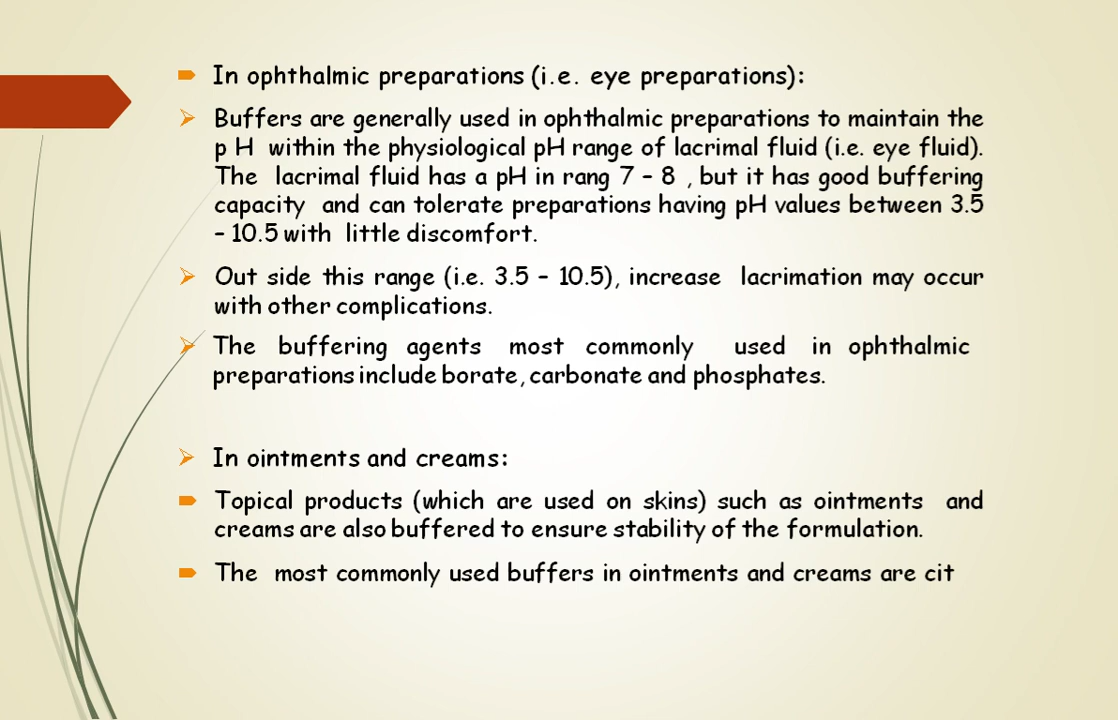 In ophthalmic preparations (i.e. eye preparations):
Buffers are generally used in ophthalmic preparations to maintain the
p H within the physiological pH range of lacrimal fluid (i.e. eye fluid).
The lacrimal fluid has a pH in rang 7 – 8 , but it has good buffering
capacity and can tolerate preparations having pH values between 3.5
– 10.5 with little discomfort.
Out side this range (i.e. 3.5 – 10.5), increase lacrimation may occur
with other complications.
The buffering agents most commonly used in ophthalmic
preparations include borate, carbonate and phosphates.
In ointments and creams:
Topical products (which are used on skins) such as ointments and
creams are also buffered to ensure stability of the formulation.
The most commonly used buffers in ointments and creams are cit